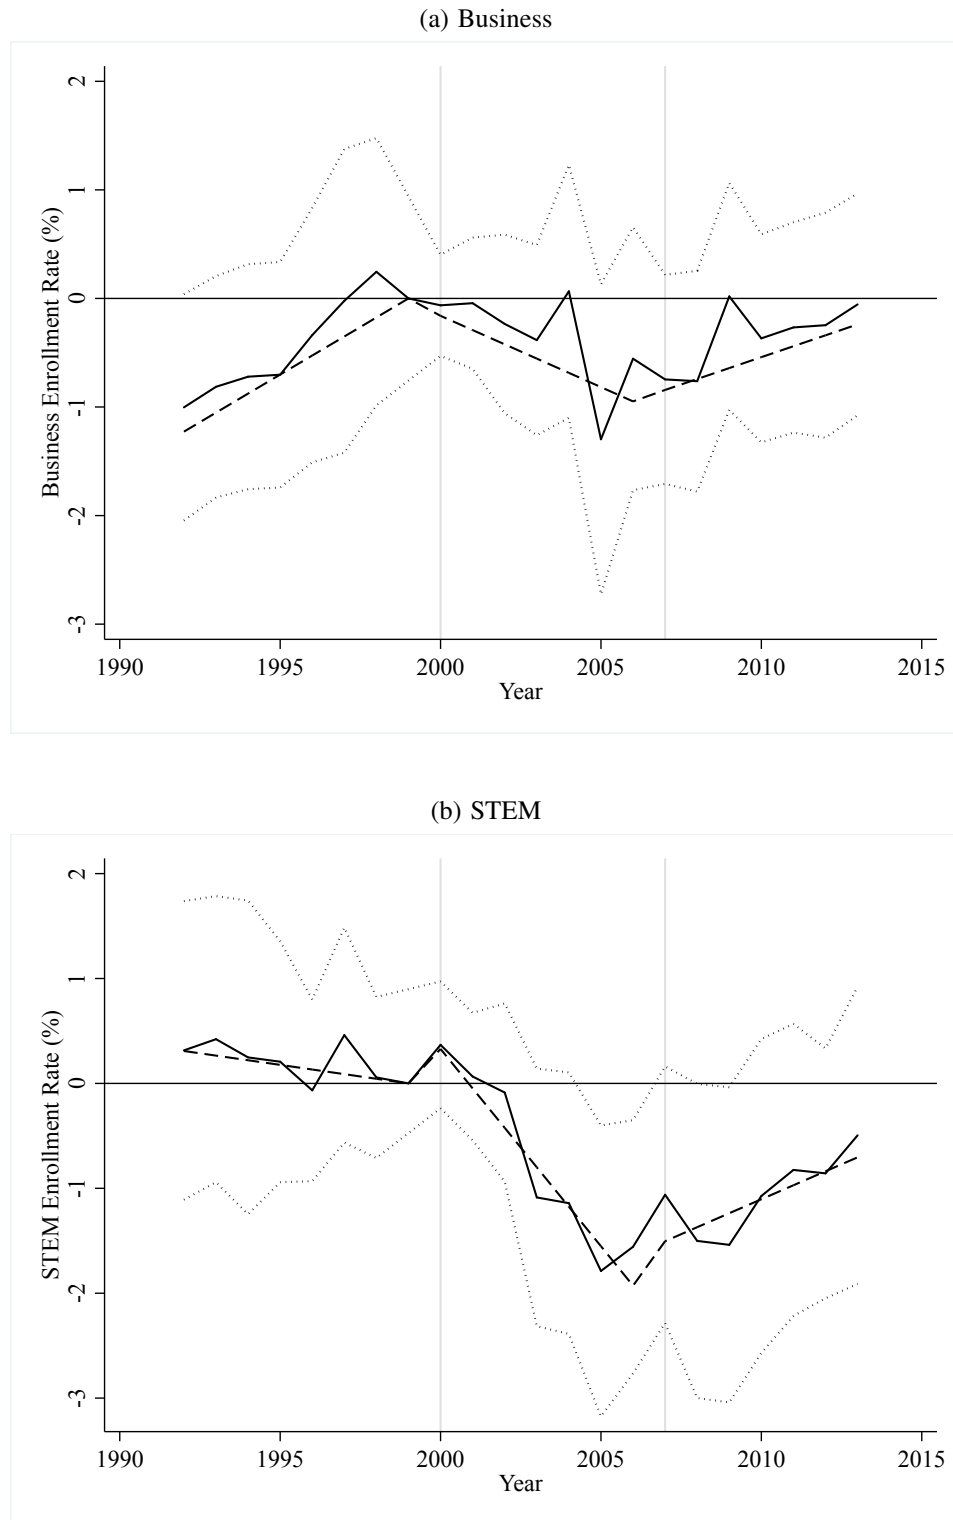 (a) Business
2
1
0
-1
-2
-3
Business Enrollment Rate (%)
1990 1995 2000 2005 2010 2015
Year
(b) STEM
2
1
0
-1
-2
-3
STEM Enrollment Rate (%)
1990 1995 2000 2005 2010 2015
Year